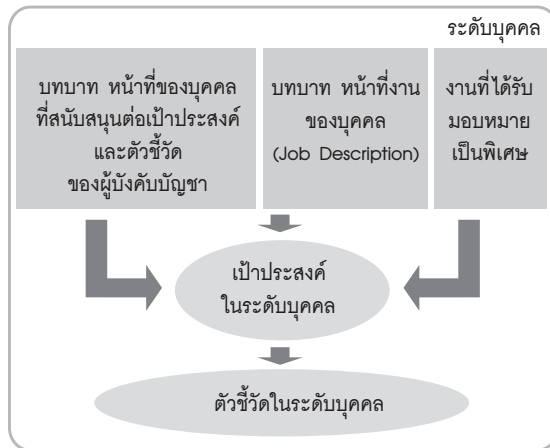 ระดับบุคคล
บทบาท หน้าที่ของบุคคล
ที่สนับสนุนต่อเป้าประสงค์
และตัวชี้วัด
ของผู้บังคับบัญชา
บทบาท หน้าที่งาน
ของบุคคล
(Job Description)
งานที่ได้รับ
มอบหมาย
เป็นพิเศษ
เป้าประสงค์
ในระดับบุคคล
ตัวชี้วัดในระดับบุคคล